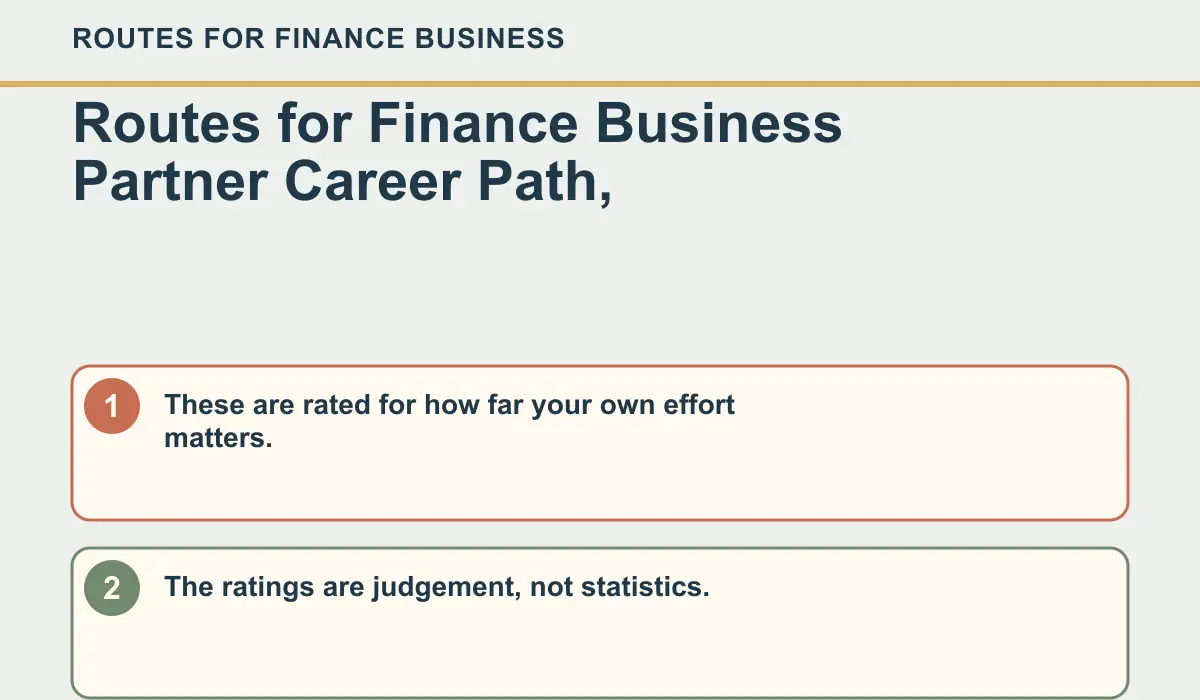 ROUTES FOR FINANCE BUSINESS
Routes for Finance Business
Partner Career Path,
1
These are rated for how far your own effort
matters.
2
The ratings are judgement, not statistics.